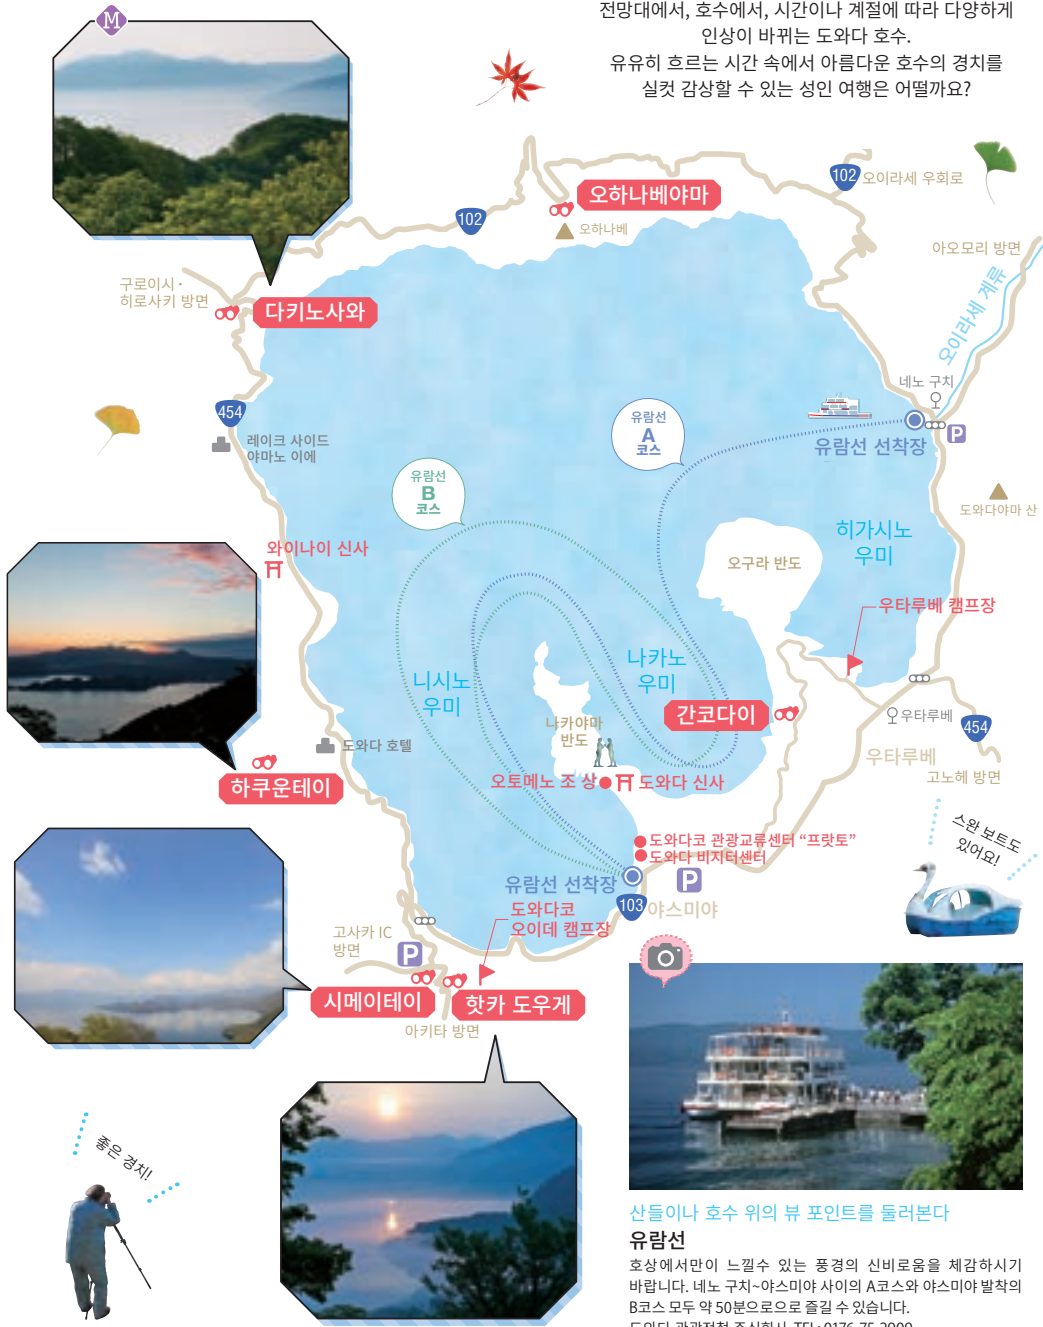 M
전망대에서, 호수에서, 시간이나 계절에 따라 다양하게
인상이 바뀌는 도와다 호수.
유유히 흐르는 시간 속에서 아름다운 호수의 경치를
실컷 감상할 수 있는 성인 여행은 어떨까요?
102
오이라세 우회로
오하나베야마
102
오하나베
아오모리 방면
구로이시·
히로사키 방면
다키노사와
오이라세 계류
네노 구치
454
레이크 사이드
야마노 이에
유람선
A
코스
유람선 선착장
P
유람선
B
코스
도와다야마 산
히가시노
우미
와이나이 신사
오구라 반도
우타루베 캠프장
나카노
우미
니시노
우미
간코다이
나카야마
반도
우타루베
454
도와다 호텔
우타루베
고노헤 방면
하쿠운테이
오토메노 조 상
도와다 신사
스완 보트도
있어요!
도와다코 관광교류센터 “프랏토”
도와다 비지터센터
유람선 선착장
P
103
야스미야
도와다코
오이데 캠프장
고사카 IC
방면
P
시메이테이
핫카 도우게
아키타 방면
좋은 경치!
산들이나 호수 위의 뷰 포인트를 둘러본다
유람선
호상에서만이 느낄수 있는 풍경의 신비로움을 체감하시기
바랍니다. 네노 구치~야스미야 사이의 A코스와 야스미야 발착의
B코스 모두 약 50분으로으로 즐길 수 있습니다.
도와다 관광전철 주식회사 TEL: 0176-75-2909